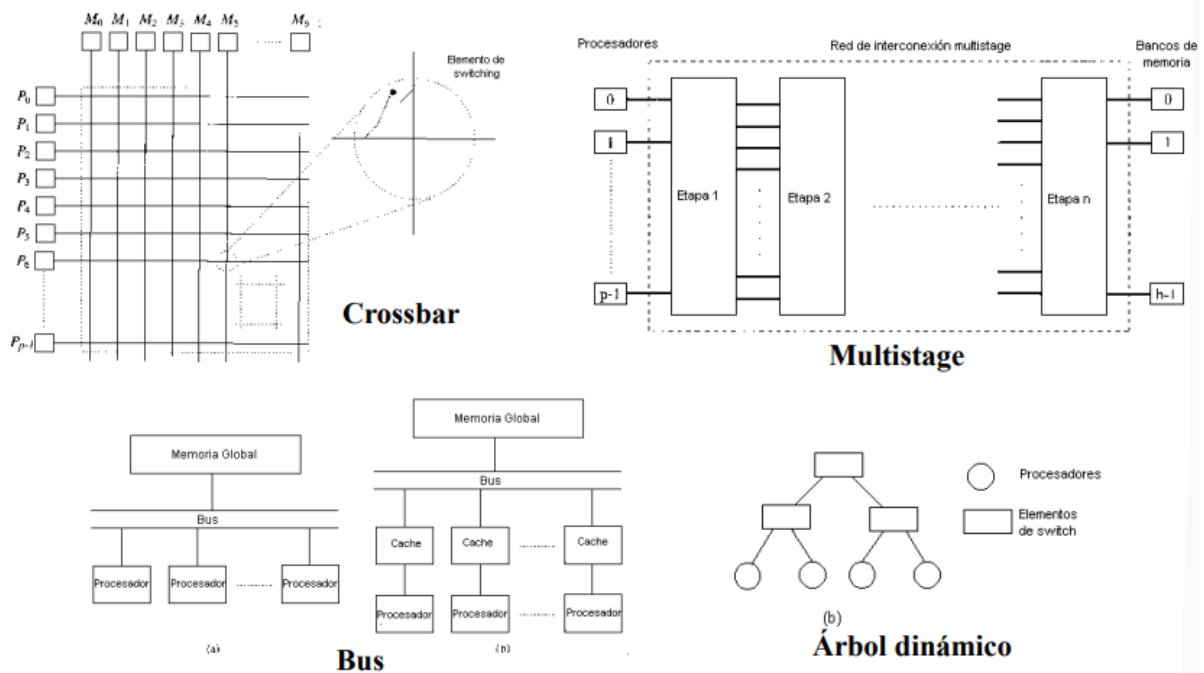 M₀ M₁ M₂ M₃ M₄ M₅ M₉
P₀
P₁
P₂
P₃
P₄
P₅
P₆
Pₚ₋₁
Elemento de
switching
Crossbar
Procesadores
Red de interconexión multistage
Bancos de
memoria
0
Etapa 1
Etapa 2
Etapa n
0
1
p-1
h-1
Multistage
Memoria Global
Bus
Procesador Procesador Procesador
(a)
Memoria Global
Bus
Cache Cache Cache
Procesador Procesador Procesador
Bus
Procesadores
Elementos
de switch
(b)
Árbol dinámico